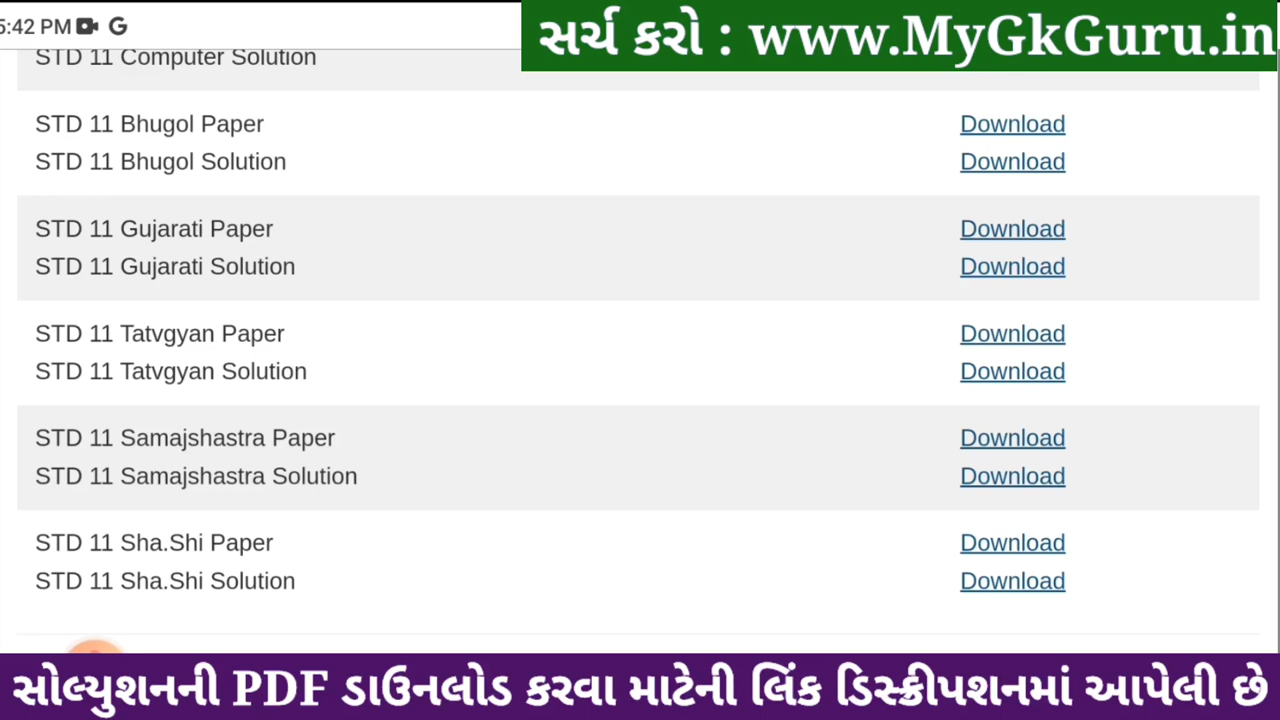 5:42 PM G
સર્ચ કરો : www.MyGkGuru.in
STD 11 Computer Solution
STD 11 Bhugol Paper Download
STD 11 Bhugol Solution Download
STD 11 Gujarati Paper Download
STD 11 Gujarati Solution Download
STD 11 Tatvgyan Paper Download
STD 11 Tatvgyan Solution Download
STD 11 Samajshastra Paper Download
STD 11 Samajshastra Solution Download
STD 11 Sha.Shi Paper Download
STD 11 Sha.Shi Solution Download
સોલ્યુશનની PDF ડાઉનલોડ કરવા માટેની લિંક ડિસ્ક્રીપશનમાં આપેલી છે